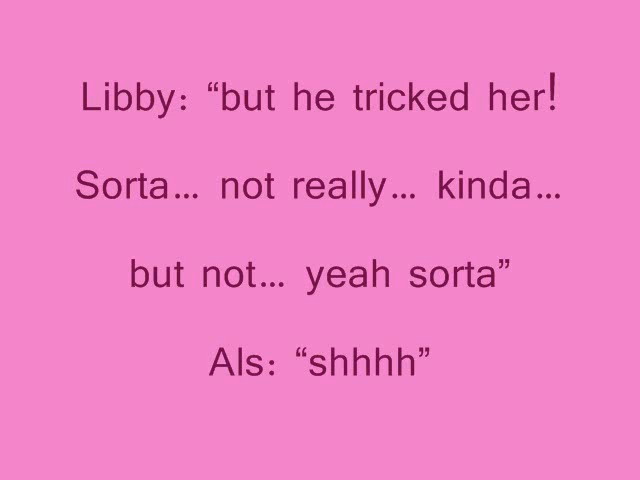 Libby: “but he tricked her!
Sorta... not really... kinda...
but not... yeah sorta”
Als: “shhhh”